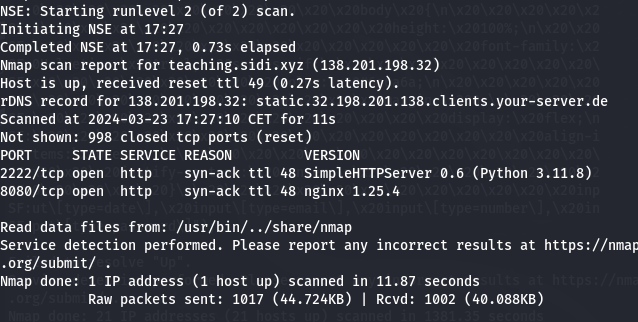 NSE: Starting runlevel 2 (of 2) scan.
Initiating NSE at 17:27
Completed NSE at 17:27, 0.73s elapsed
Nmap scan report for teaching.sidi.xyz (138.201.198.32)
Host is up, received reset ttl 49 (0.27s latency).
rDNS record for 138.201.198.32: static.32.198.201.138.clients.your-server.de
Scanned at 2024-03-23 17:27:10 CET for 11s
Not shown: 998 closed tcp ports (reset)
PORT     STATE SERVICE REASON         VERSION
2222/tcp open  http    syn-ack ttl 48 SimpleHTTPServer 0.6 (Python 3.11.8)
8080/tcp open  http    syn-ack ttl 48 nginx 1.25.4
Read data files from: /usr/bin/../share/nmap
Service detection performed. Please report any incorrect results at https://nmap
.org/submit/ .
Nmap done: 1 IP address (1 host up) scanned in 11.87 seconds
           Raw packets sent: 1017 (44.724KB) | Rcvd: 1002 (40.088KB)